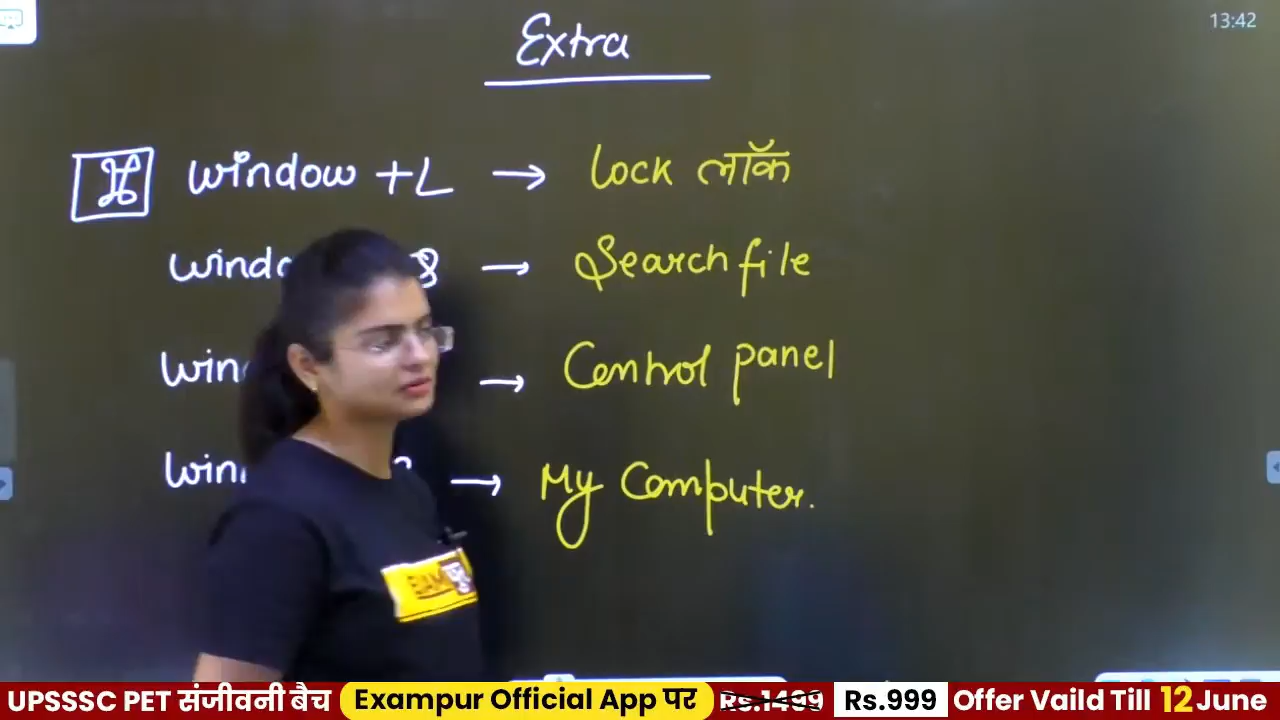 13:42
Extra
window +L → Lock लॉक
→ Search file
→ Control panel
→ My Computer.
EXAM
UPSSSC PET संजीवनी बैच Exampur Official App पर Rs.1499 Rs.999 Offer Vaild Till 12 June